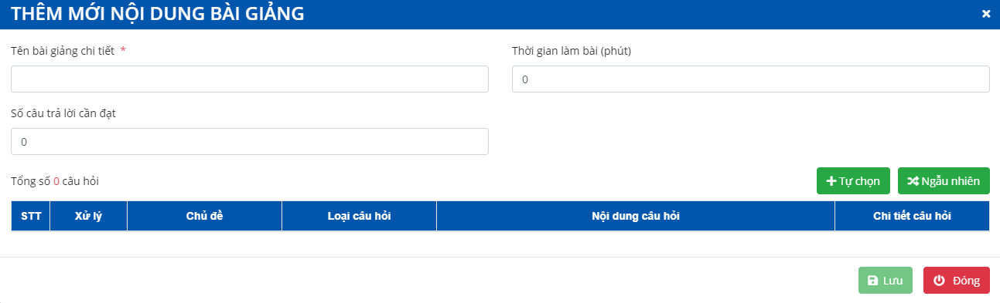 THÊM MỚI NỘI DUNG BÀI GIẢNG
Tên bài giảng chi tiết *
Thời gian làm bài (phút)
0
Số câu trả lời cần đạt
0
Tổng số 0 câu hỏi
Tự chọn
Ngẫu nhiên
STT Xử lý Chủ đề Loại câu hỏi Nội dung câu hỏi Chi tiết câu hỏi
Lưu
Đóng